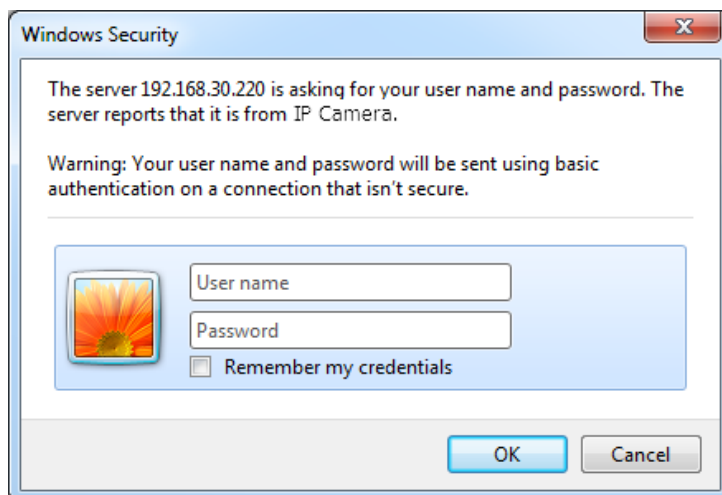 Windows Security
The server 192.168.30.220 is asking for your user name and password. The
server reports that it is from IP Camera.
Warning: Your user name and password will be sent using basic
authentication on a connection that isn't secure.
User name
Password
Remember my credentials
OK Cancel